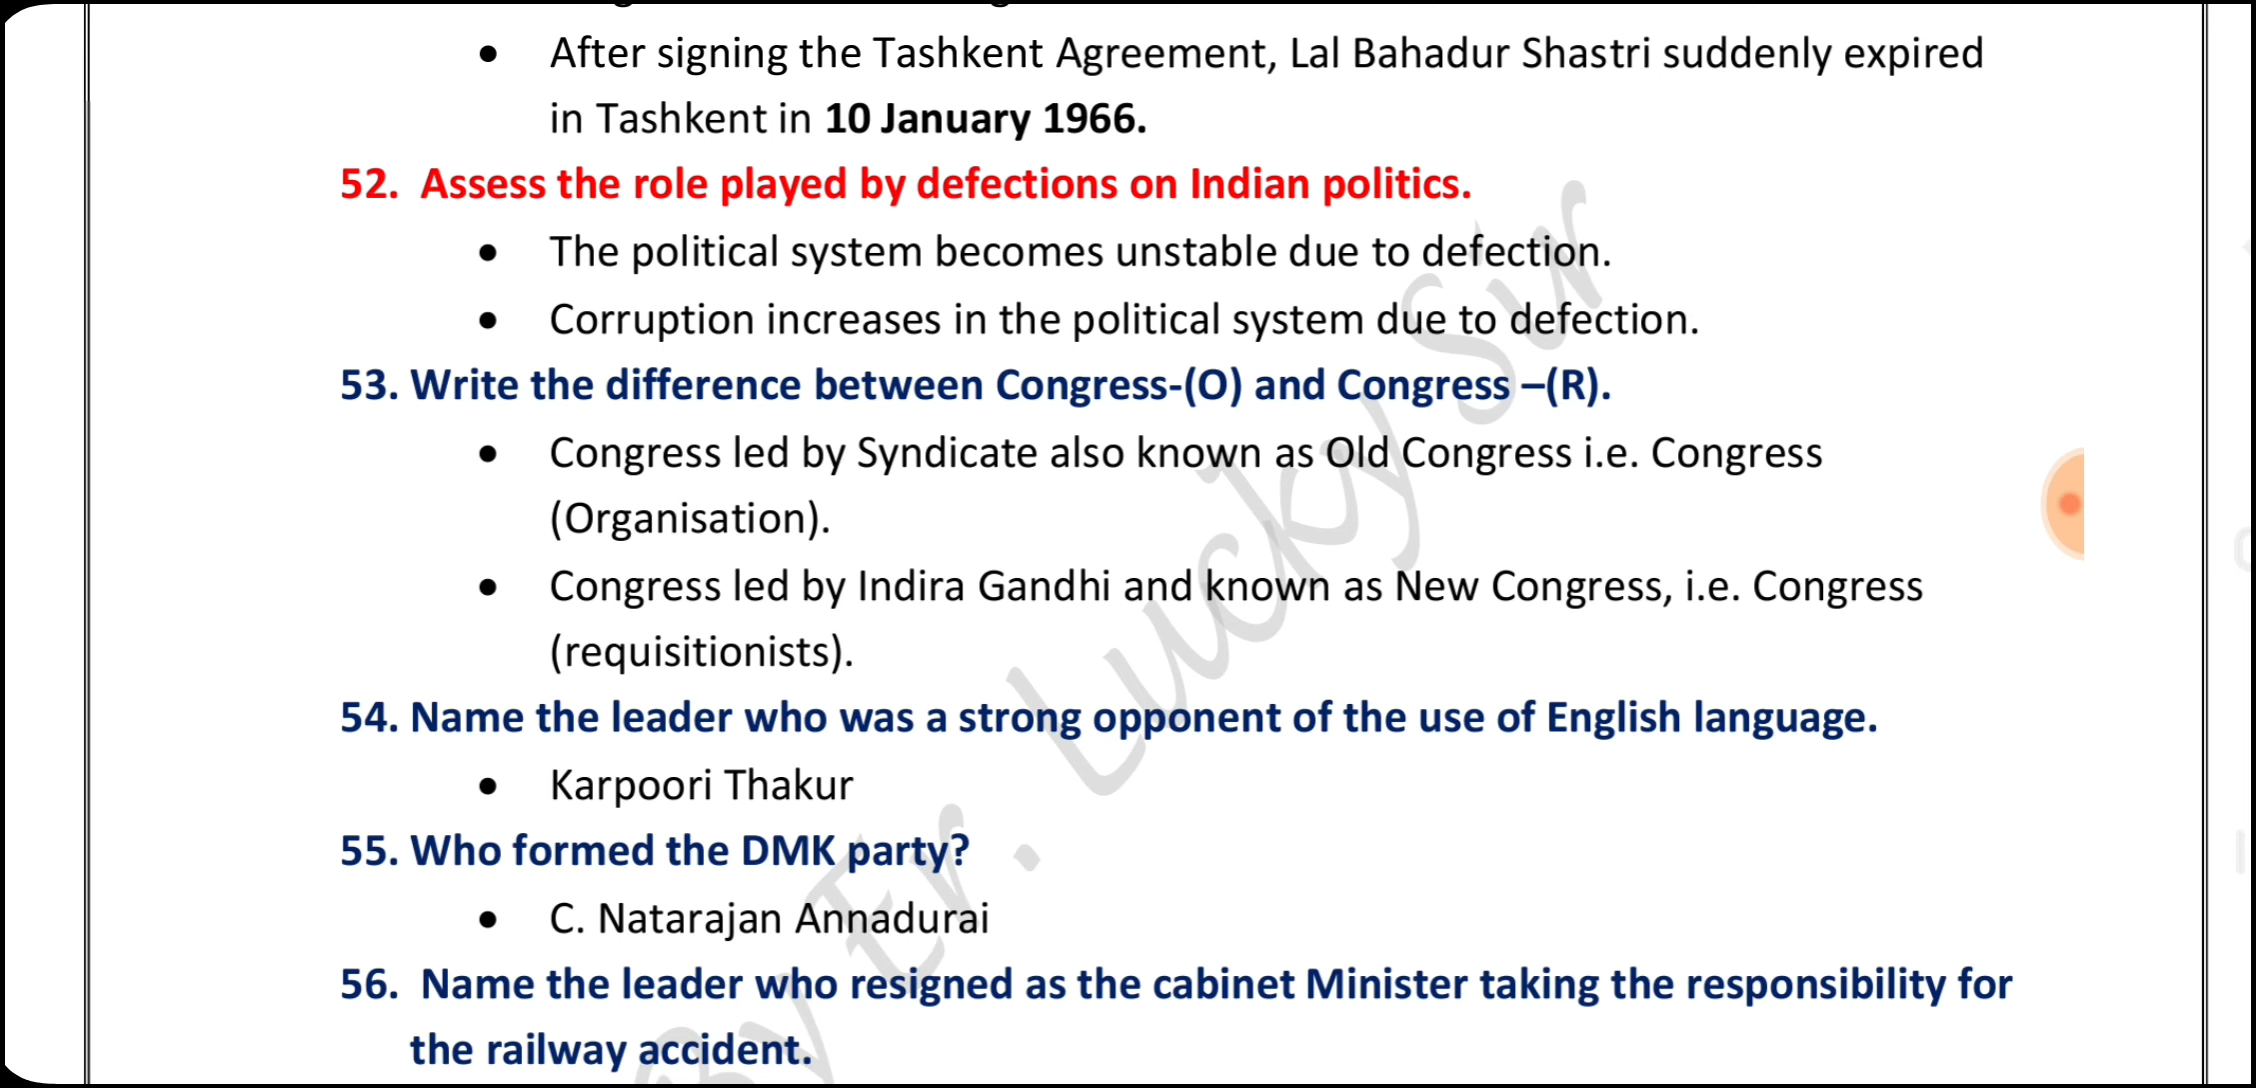 • After signing the Tashkent Agreement, Lal Bahadur Shastri suddenly expired
in Tashkent in 10 January 1966.
52. Assess the role played by defections on Indian politics.
• The political system becomes unstable due to defection.
• Corruption increases in the political system due to defection.
53. Write the difference between Congress-(O) and Congress –(R).
• Congress led by Syndicate also known as Old Congress i.e. Congress
(Organisation).
• Congress led by Indira Gandhi and known as New Congress, i.e. Congress
(requisitionists).
54. Name the leader who was a strong opponent of the use of English language.
• Karpoori Thakur
55. Who formed the DMK party?
• C. Natarajan Annadurai
56. Name the leader who resigned as the cabinet Minister taking the responsibility for
the railway accident.
By Er. Lucky Sir